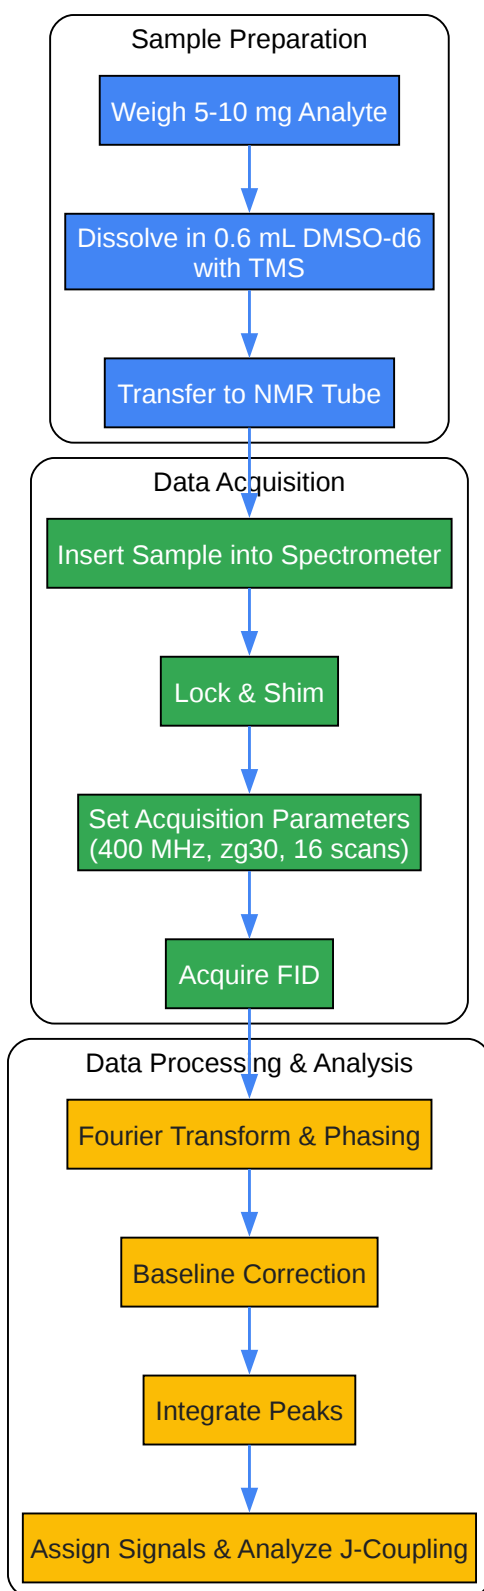 Sample Preparation
Weigh 5-10 mg Analyte
Dissolve in 0.6 mL DMSO-d6
with TMS
Transfer to NMR Tube
Data Acquisition
Insert Sample into Spectrometer
Lock & Shim
Set Acquisition Parameters
(400 MHz, zg30, 16 scans)
Acquire FID
Data Processing & Analysis
Fourier Transform & Phasing
Baseline Correction
Integrate Peaks
Assign Signals & Analyze J-Coupling